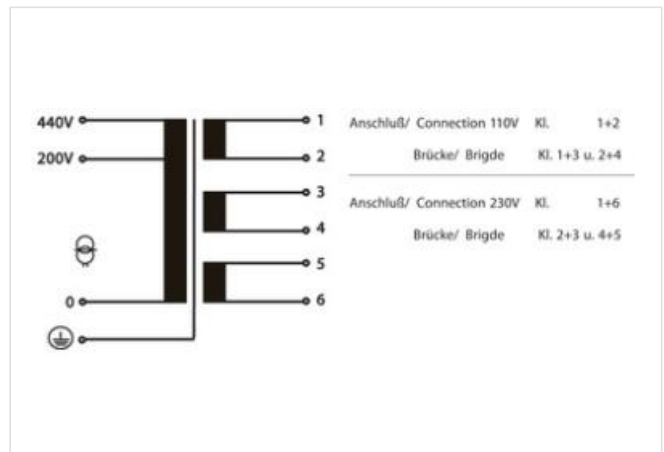 440V
200V
0
1
2
3
4
5
6
Anschluß/ Connection 110V Kl. 1+2
Brücke/ Brigde Kl. 1+3 u. 2+4
Anschluß/ Connection 230V Kl. 1+6
Brücke/ Brigde Kl. 2+3 u. 4+5